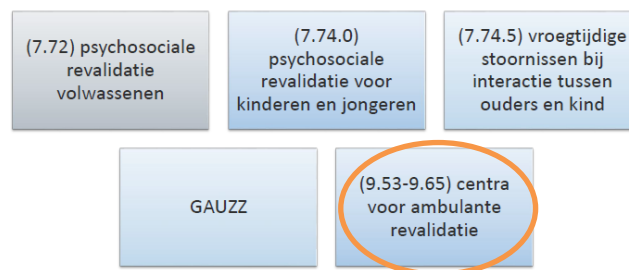 (7.72) psychosociale
revalidatie
volwassenen
(7.74.0)
psychosociale
revalidatie voor
kinderen en jongeren
(7.74.5) vroegtijdige
stoornissen bij
interactie tussen
ouders en kind
GAUZZ
(9.53-9.65) centra
voor ambulante
revalidatie